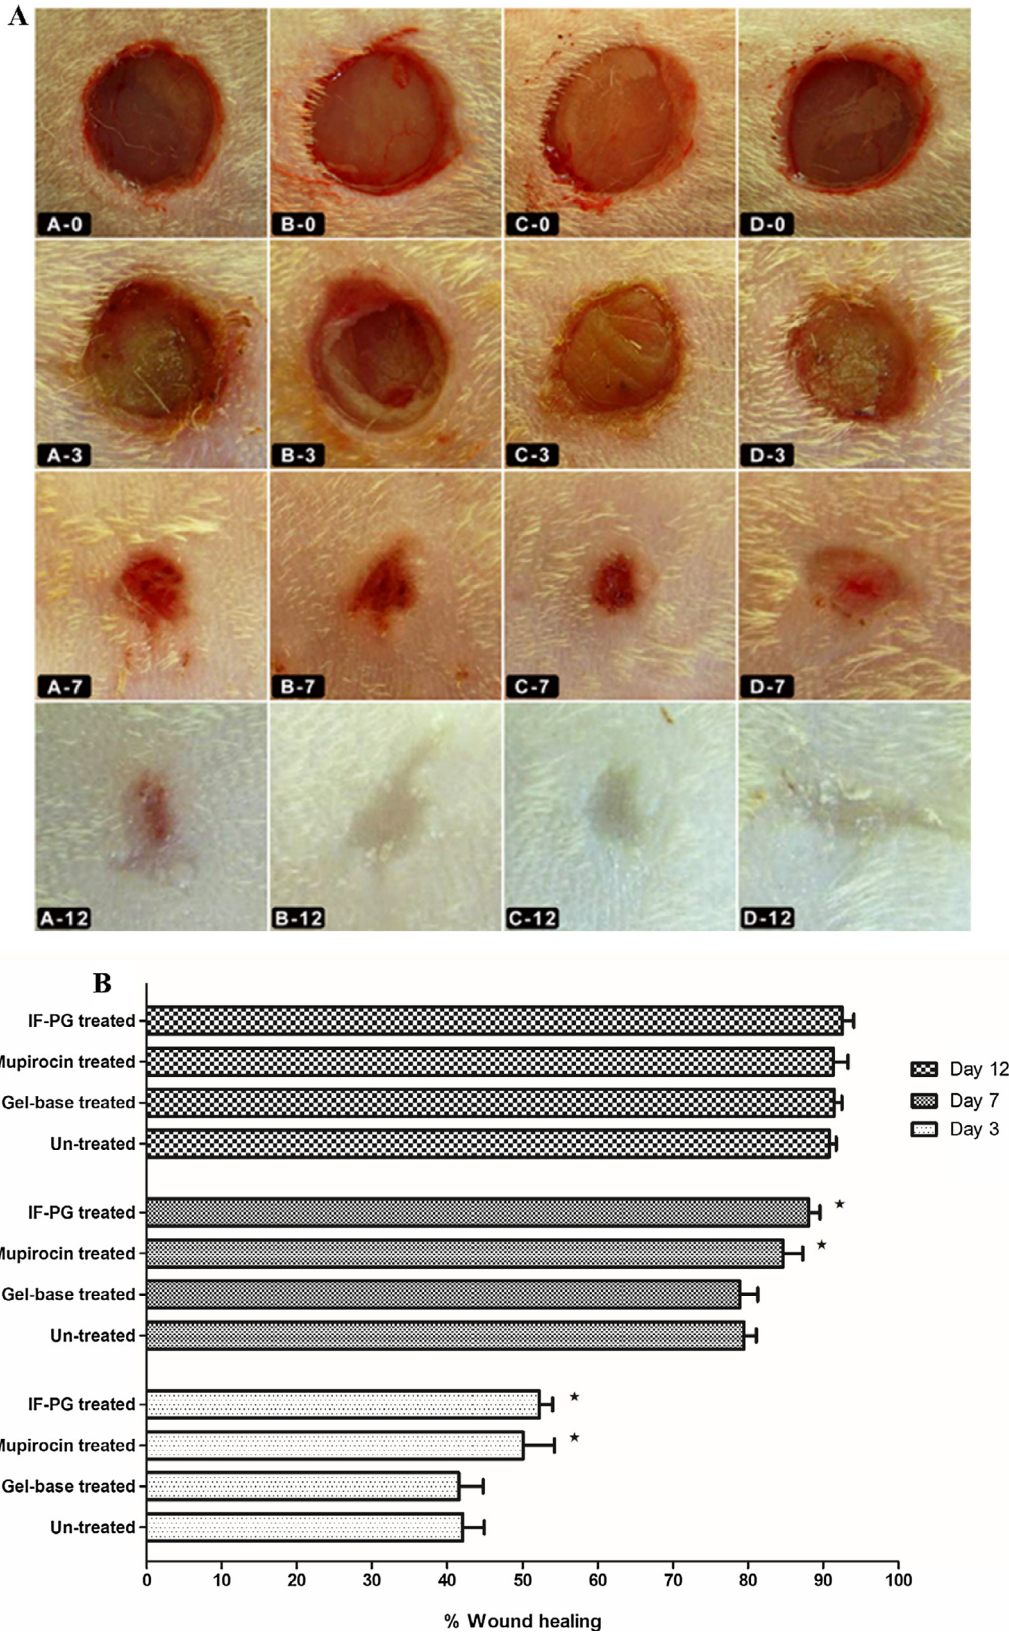 A
A-0 B-0 C-0 D-0
A-3 B-3 C-3 D-3
A-7 B-7 C-7 D-7
A-12 B-12 C-12 D-12
B
IF-PG treated
Mupirocin treated
Gel-base treated
Un-treated
Day 12
Day 7
Day 3
IF-PG treated
Mupirocin treated
Gel-base treated
Un-treated
IF-PG treated
Mupirocin treated
Gel-base treated
Un-treated
0 10 20 30 40 50 60 70 80 90 100
% Wound healing